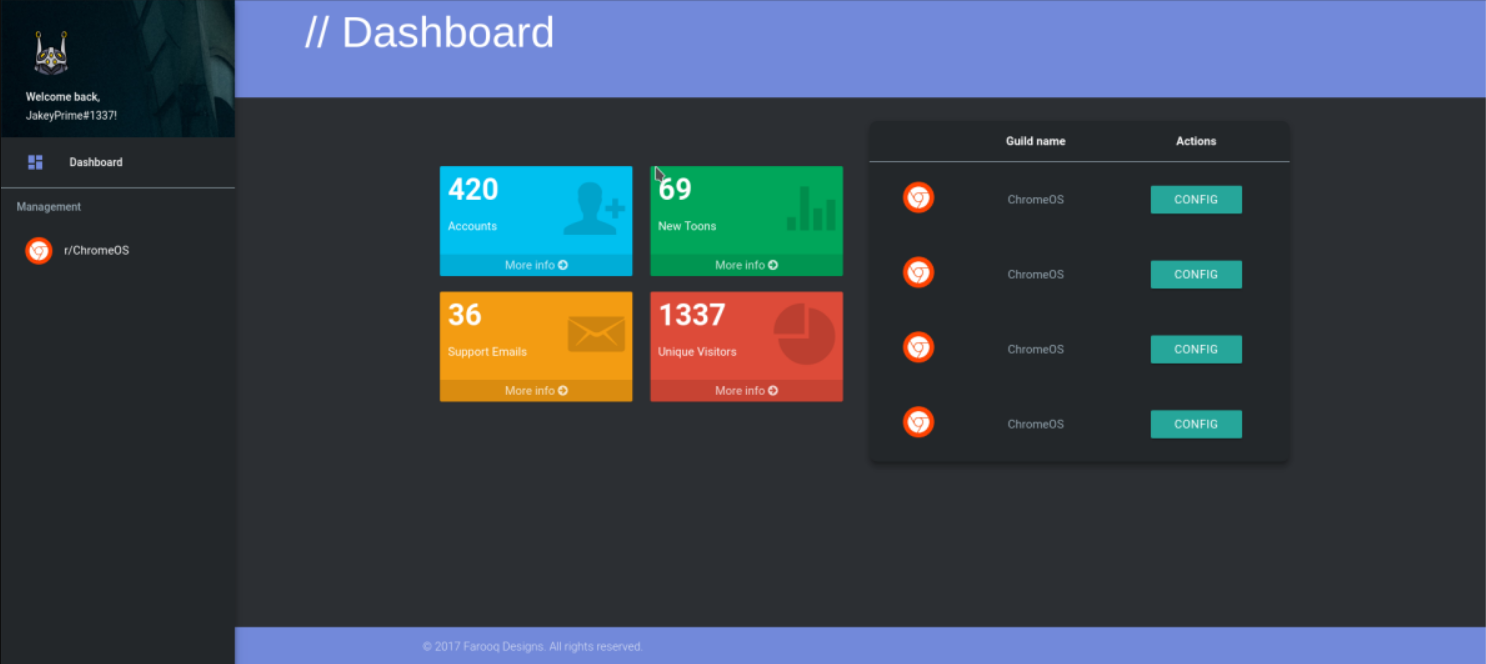 // Dashboard
Welcome back,
JakeyPrime#1337!
Dashboard
Management
r/ChromeOS
420
Accounts
More info
69
New Toons
More info
36
Support Emails
More info
1337
Unique Visitors
More info
Guild name Actions
ChromeOS CONFIG
ChromeOS CONFIG
ChromeOS CONFIG
ChromeOS CONFIG
© 2017 Farooq Designs. All rights reserved.